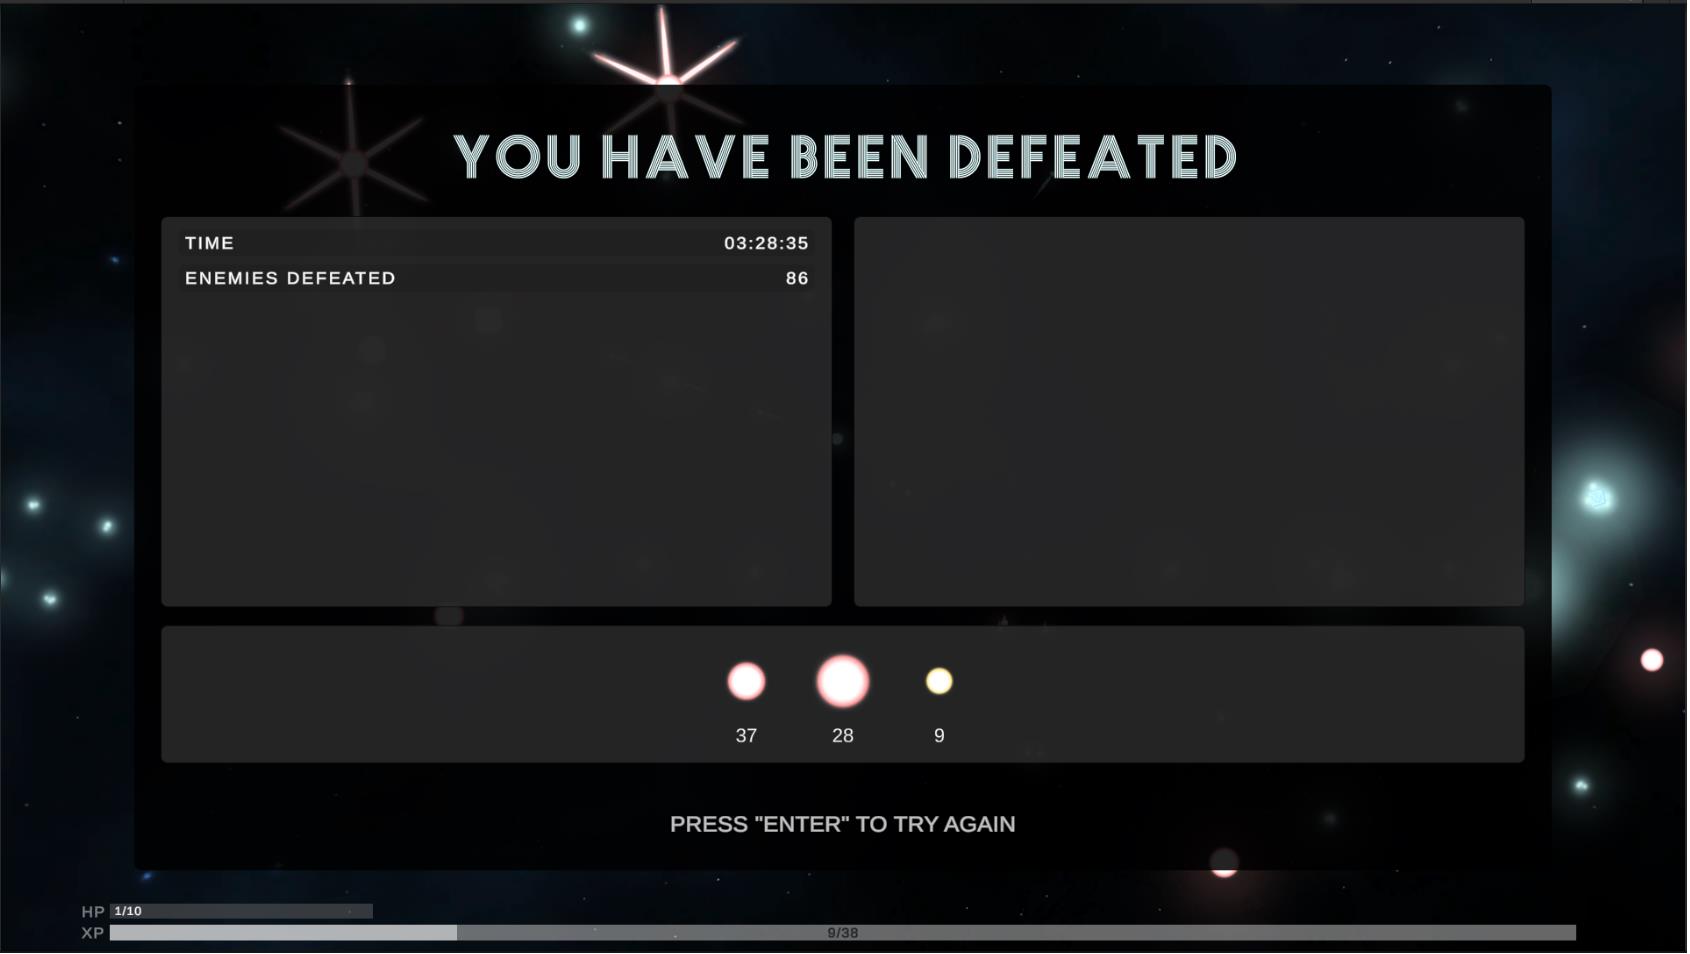 YOU HAVE BEEN DEFEATED
TIME 03:28:35
ENEMIES DEFEATED 86
37 28 9
PRESS "ENTER" TO TRY AGAIN
HP 1/10
XP 9/38